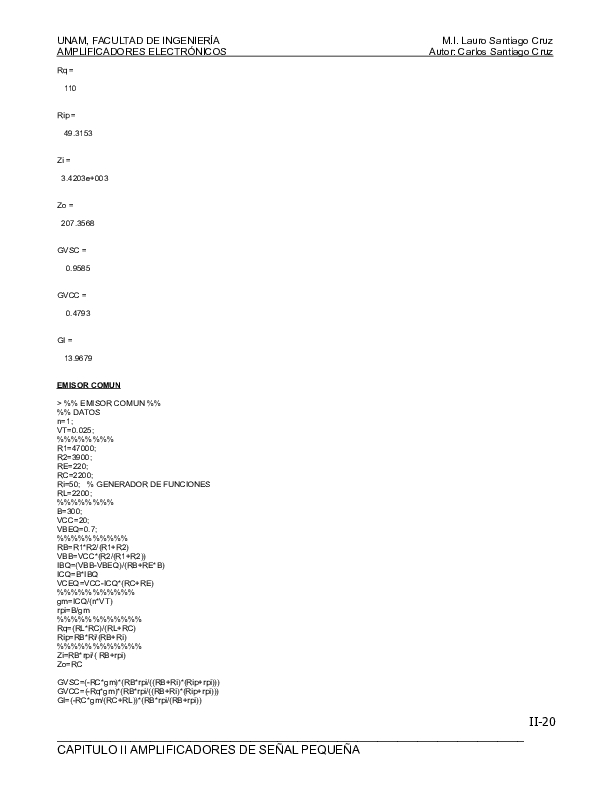 UNAM, FACULTAD DE INGENIERÍA M.I. Lauro Santiago Cruz
AMPLIFICADORES ELECTRÓNICOS Autor: Carlos Santiago Cruz
Rq =
110
Rip =
49.3153
Zi =
3.4203e+003
Zo =
207.3568
GVSC =
0.9585
GVCC =
0.4793
GI =
13.9679
EMISOR COMUN
> %% EMISOR COMUN %%
%% DATOS
n=1;
VT=0.025;
%%%%%%%%
R1=47000;
R2=3900;
RE=220;
RC=2200;
Ri=50; % GENERADOR DE FUNCIONES
RL=2200;
%%%%%%%%
B=300;
VCC=20;
VBEQ=0.7;
%%%%%%%%%%
RB=R1*R2/(R1+R2)
VBB=VCC*(R2/(R1+R2))
IBQ=(VBB-VBEQ)/(RB+RE*B)
ICQ=B*IBQ
VCEQ=VCC-ICQ*(RC+RE)
%%%%%%%%%%%
gm=ICQ/(n*VT)
rpi=B/gm
%%%%%%%%%%%%
Rq=(RL*RC)/(RL+RC)
Rip=RB*Ri/(RB+Ri)
%%%%%%%%%%%%
Zi=RB*rpi/( RB+rpi)
Zo=RC
GVSC=(-RC*gm)*(RB*rpi/((RB+Ri)*(Rip+rpi)))
GVCC=(-Rq*gm)*(RB*rpi/((RB+Ri)*(Rip+rpi)))
GI=(-RC*gm/(RC+RL))*(RB*rpi/(RB+rpi))
II-20
CAPITULO II AMPLIFICADORES DE SEÑAL PEQUEÑA